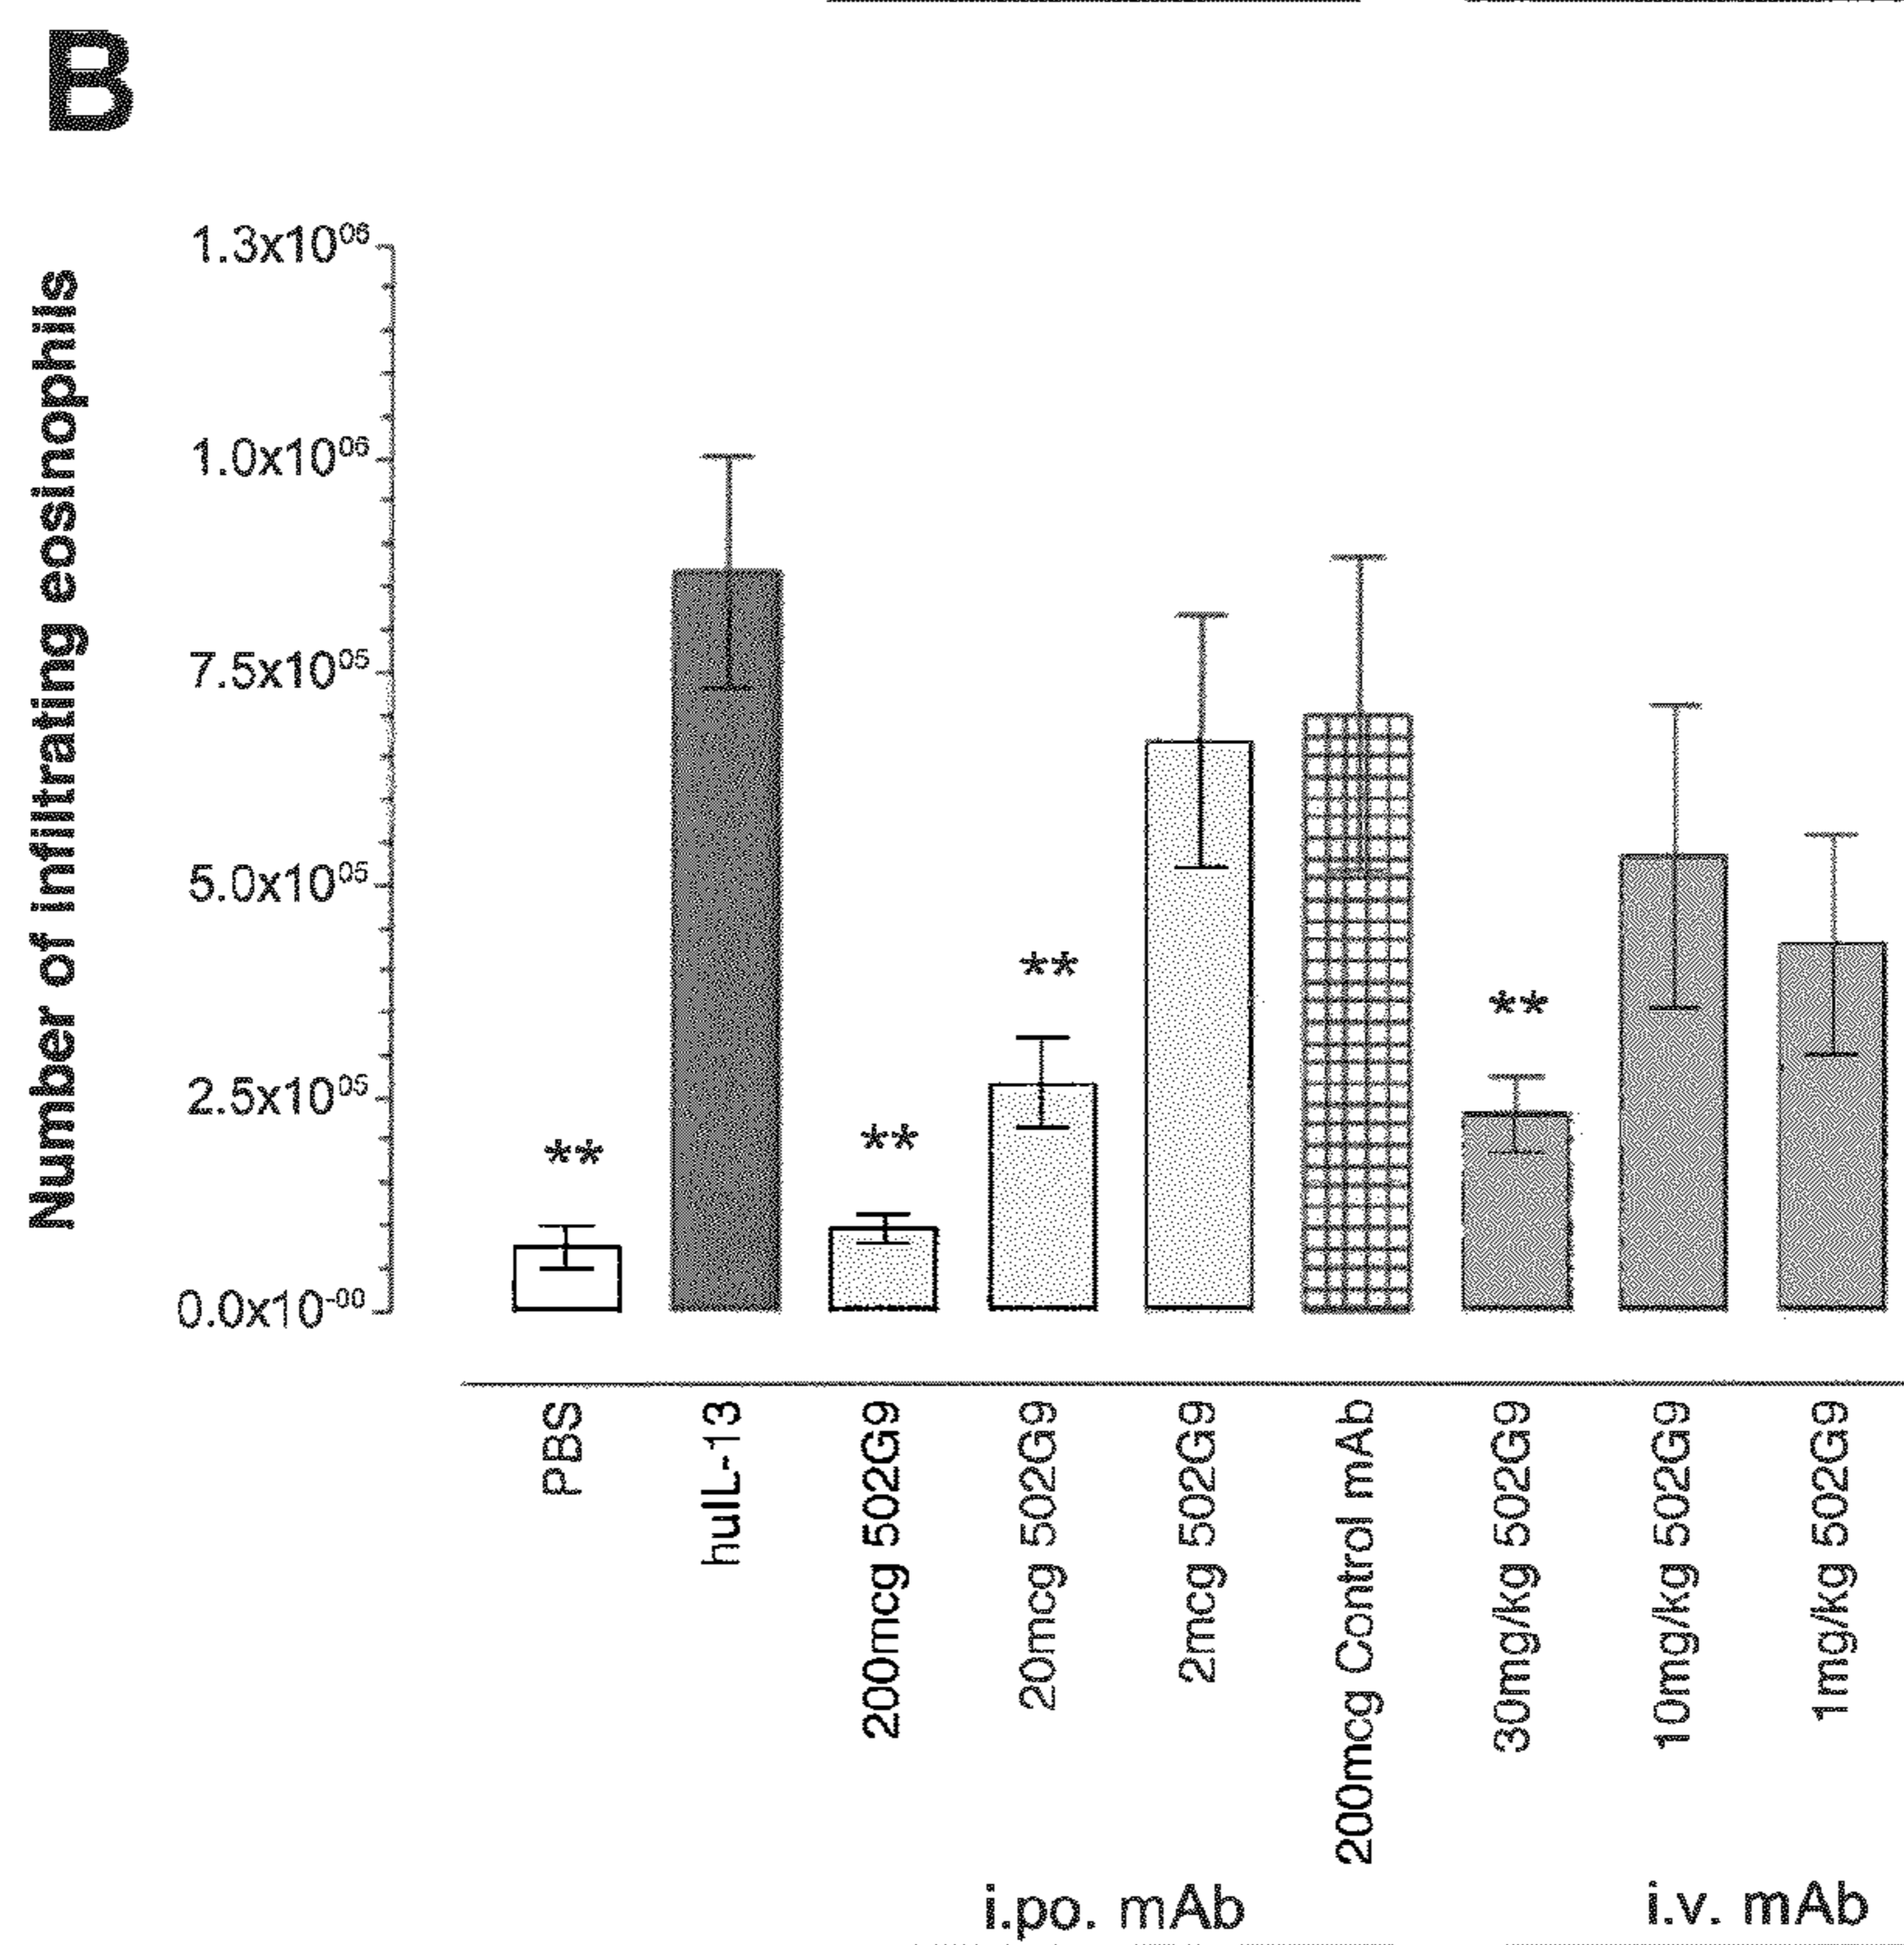 B
Number of infiltrating eosinophils
1.3x10⁰⁶
1.0x10⁰⁶
7.5x10⁰⁵
5.0x10⁰⁵
2.5x10⁰⁵
0.0x10⁻⁰⁰
**
**
**
**
PBS
huIL-13
200mcg 502G9
20mcg 502G9
2mcg 502G9
200mcg Control mAb
30mg/kg 502G9
10mg/kg 502G9
1mg/kg 502G9
i.po. mAb
i.v. mAb